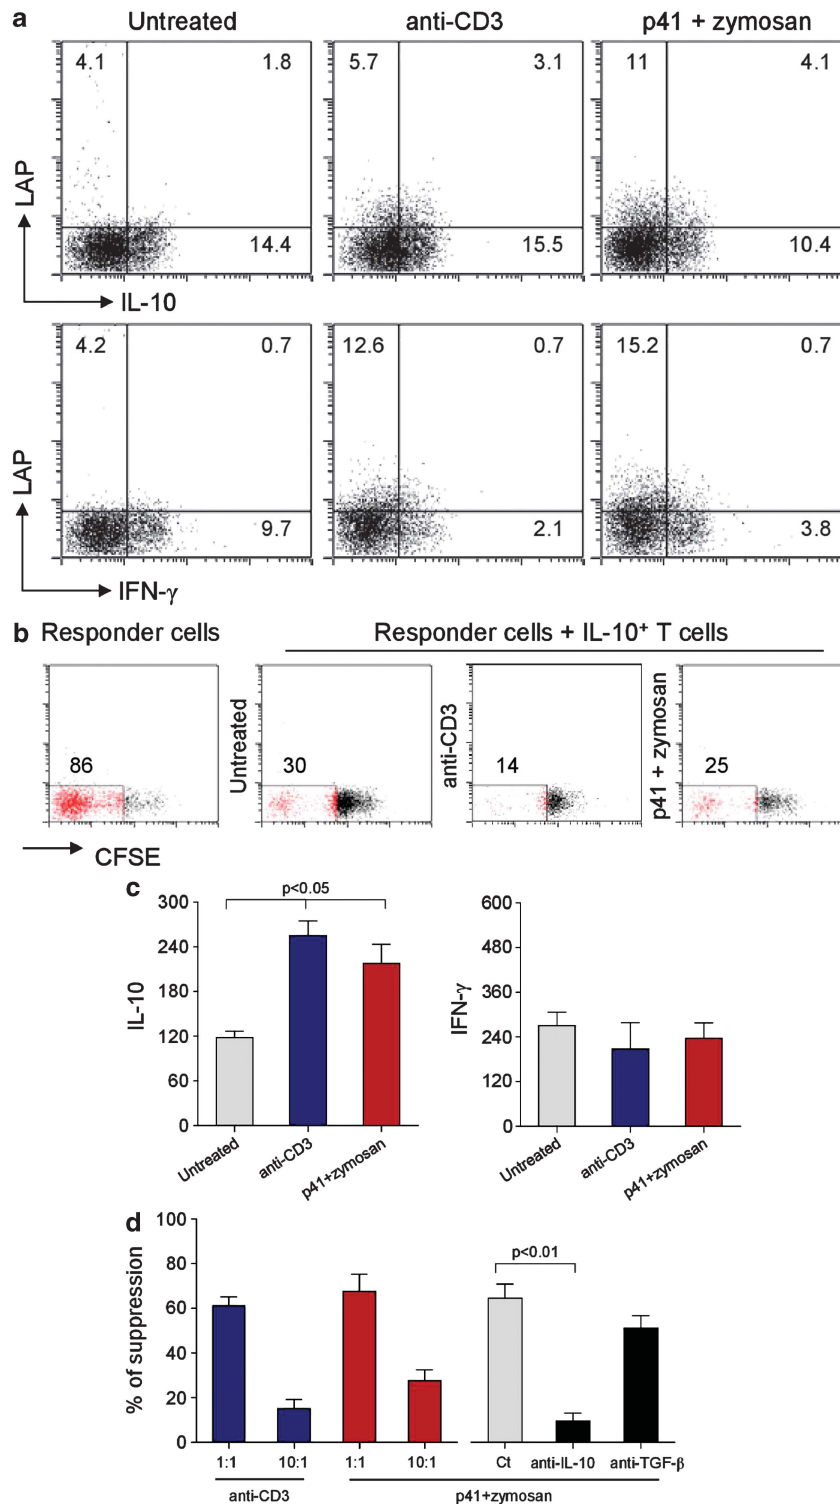 a
Untreated anti-CD3 p41 + zymosan
4.1 1.8 5.7 3.1 11 4.1
LAP
14.4 15.5 10.4
IL-10
4.2 0.7 12.6 0.7 15.2 0.7
LAP
9.7 2.1 3.8
IFN-γ
b Responder cells Responder cells + IL-10⁺ T cells
86
Untreated
30
anti-CD3
14
p41 + zymosan
25
CFSE
c
p<0.05
IL-10
300
240
180
120
60
0
Untreated anti-CD3 p41+zymosan
IFN-γ
600
480
360
240
120
0
Untreated anti-CD3 p41+zymosan
d
% of suppression
100
80
60
40
20
0
p<0.01
1:1 10:1 1:1 10:1 Ct anti-IL-10 anti-TGF-β
anti-CD3 p41+zymosan